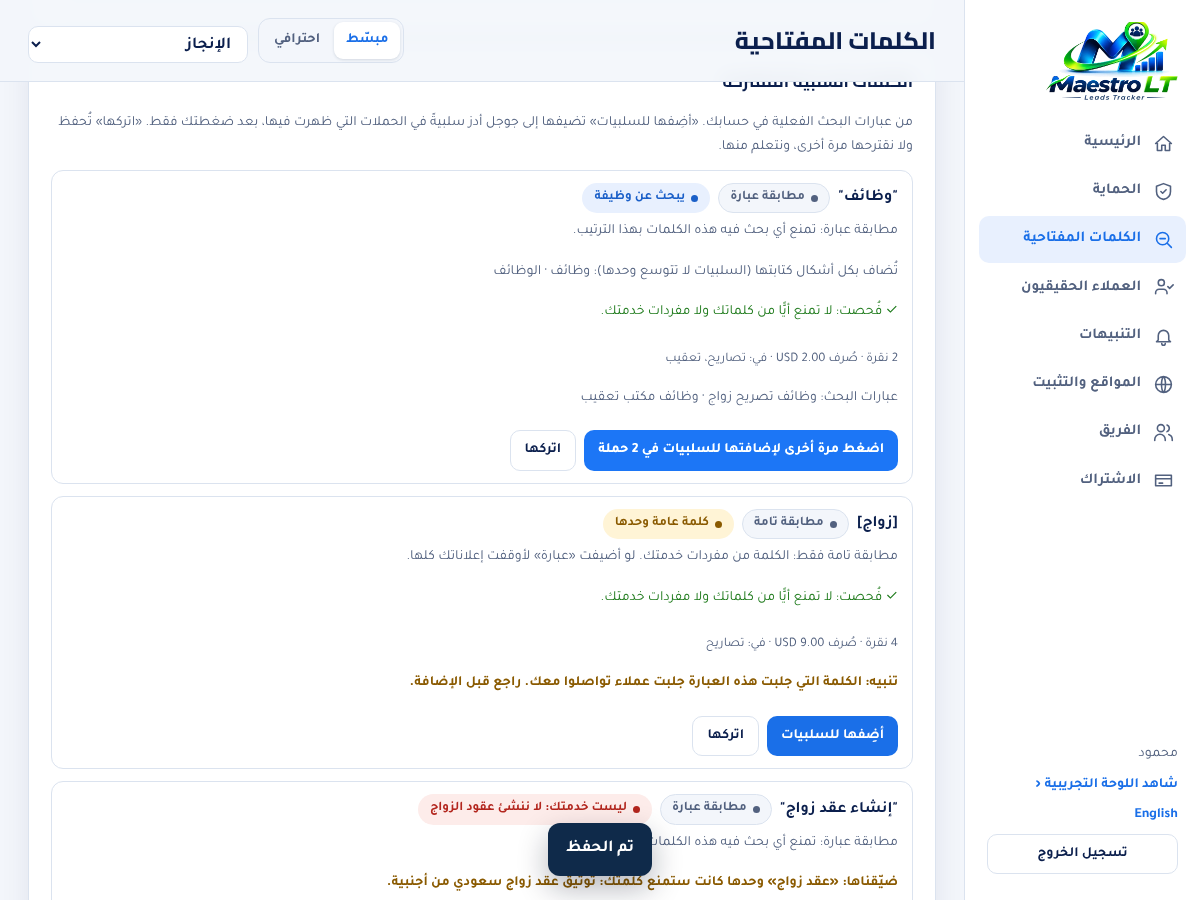 Maestro LT
Leads Tracker
الرئيسية
الحماية
الكلمات المفتاحية
العملاء الحقيقيون
التنبيهات
المواقع والتثبيت
الفريق
الاشتراك
محمود
شاهد اللوحة التجريبية ›
English
تسجيل الخروج
الكلمات المفتاحية
مبسّط
احترافي
الإنجاز
الكلمات السلبية المقترحة
من عبارات البحث الفعلية في حسابك. «أضِفها للسلبيات» تضيفها إلى جوجل أدز سلبيةً في الحملات التي ظهرت فيها، بعد ضغطتك فقط. «اتركها» تُحفظ
ولا نقترحها مرة أخرى، ونتعلم منها.
"وظائف" مطابقة عبارة يبحث عن وظيفة
مطابقة عبارة: تمنع أي بحث فيه هذه الكلمات بهذا الترتيب.
تُضاف بكل أشكال كتابتها (السلبيات لا تتوسع وحدها): وظائف · الوظائف
✓ فُحصت: لا تمنع أيًّا من كلماتك ولا مفردات خدمتك.
2 نقرة · صُرف 2.00 USD · في: تصاريح، تعقيب
عبارات البحث: وظائف تصريح زواج · وظائف مكتب تعقيب
اضغط مرة أخرى لإضافتها للسلبيات في 2 حملة
اتركها
[زواج] مطابقة تامة كلمة عامة وحدها
مطابقة تامة فقط: الكلمة من مفردات خدمتك. لو أضيفت «عبارة» لأوقفت إعلاناتك كلها.
✓ فُحصت: لا تمنع أيًّا من كلماتك ولا مفردات خدمتك.
4 نقرة · صُرف 9.00 USD · في: تصاريح
تنبيه: الكلمة التي جلبت هذه العبارة جلبت عملاء تواصلوا معك. راجع قبل الإضافة.
أضِفها للسلبيات
اتركها
"إنشاء عقد زواج" مطابقة عبارة ليست خدمتك: لا ننشئ عقود الزواج
مطابقة عبارة: تمنع أي بحث فيه هذه الكلمات
تم الحفظ
ضيّقناها: «عقد زواج» وحدها كانت ستمنع كلمتك: توثيق عقد زواج سعودي من أجنبية.